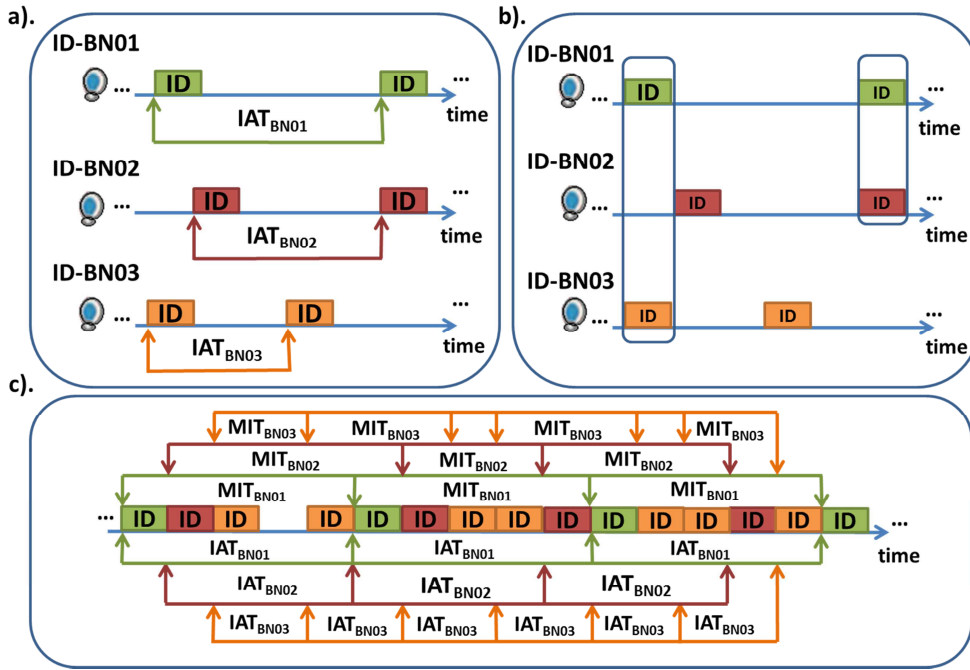 a).
ID-BN01
... ID ID ...
time
IAT BN01
ID-BN02
... ID ID ...
time
IAT BN02
ID-BN03
... ID ID ...
time
IAT BN03
b).
ID-BN01
... ID ID ...
time
ID-BN02
... ID ID ...
time
ID-BN03
... ID ID ...
time
c).
MIT BN03 MIT BN03 MIT BN03 MIT BN03
MIT BN02 MIT BN02 MIT BN02
MIT BN01 MIT BN01 MIT BN01
... ID ID ID ID ID ID ID ID ID ID ID ID ID ID ID ...
time
IAT BN01 IAT BN01 IAT BN01
IAT BN02 IAT BN02 IAT BN02
IAT BN03 IAT BN03 IAT BN03 IAT BN03 IAT BN03 IAT BN03